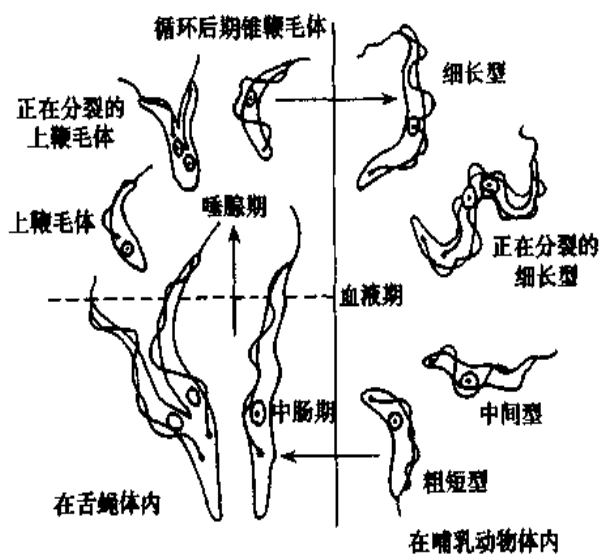 循环后期锥鞭毛体
正在分裂的
上鞭毛体
细长型
上鞭毛体
唾腺期
正在分裂的
细长型
血液期
中肠期
中间型
粗短型
在舌蝇体内
在哺乳动物体内